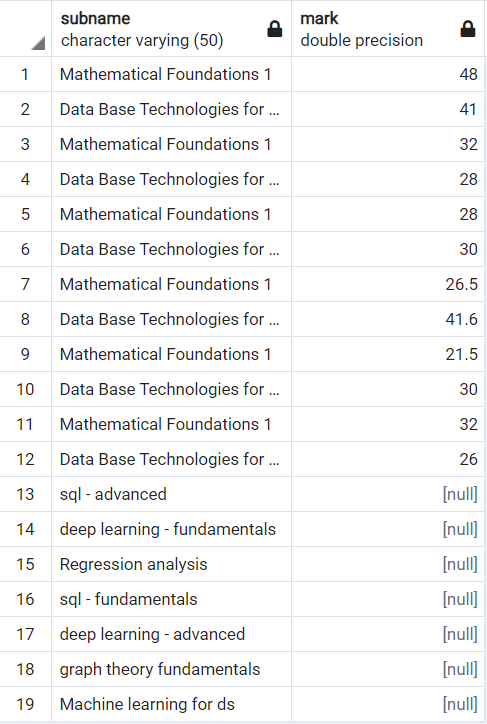 subname mark
character varying (50) double precision
1 Mathematical Foundations 1 48
2 Data Base Technologies for ... 41
3 Mathematical Foundations 1 32
4 Data Base Technologies for ... 28
5 Mathematical Foundations 1 28
6 Data Base Technologies for ... 30
7 Mathematical Foundations 1 26.5
8 Data Base Technologies for ... 41.6
9 Mathematical Foundations 1 21.5
10 Data Base Technologies for ... 30
11 Mathematical Foundations 1 32
12 Data Base Technologies for ... 26
13 sql - advanced [null]
14 deep learning - fundamentals [null]
15 Regression analysis [null]
16 sql - fundamentals [null]
17 deep learning - advanced [null]
18 graph theory fundamentals [null]
19 Machine learning for ds [null]